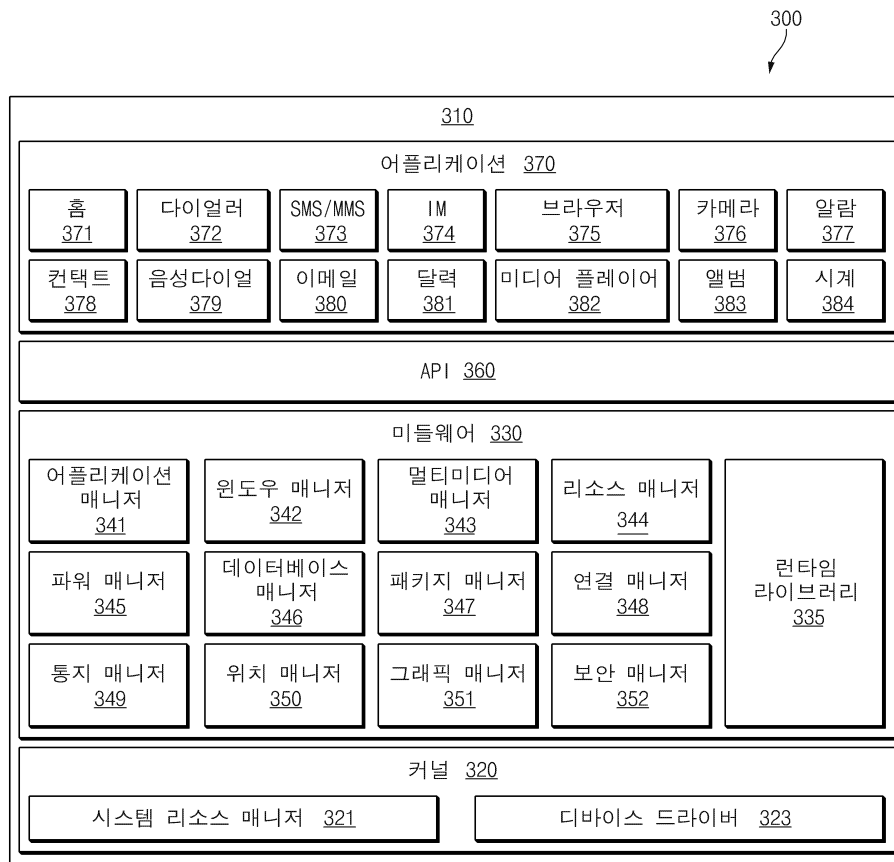 300
310
어플리케이션 370
홈
371
다이얼러
372
SMS/MMS
373
IM
374
브라우저
375
카메라
376
알람
377
컨택트
378
음성다이얼
379
이메일
380
달력
381
미디어 플레이어
382
앨범
383
시계
384
API 360
미들웨어 330
어플리케이션
매니저
341
윈도우 매니저
342
멀티미디어
매니저
343
리소스 매니저
344
파워 매니저
345
데이터베이스
매니저
346
패키지 매니저
347
연결 매니저
348
통지 매니저
349
위치 매니저
350
그래픽 매니저
351
보안 매니저
352
런타임
라이브러리
335
커널 320
시스템 리소스 매니저 321
디바이스 드라이버 323